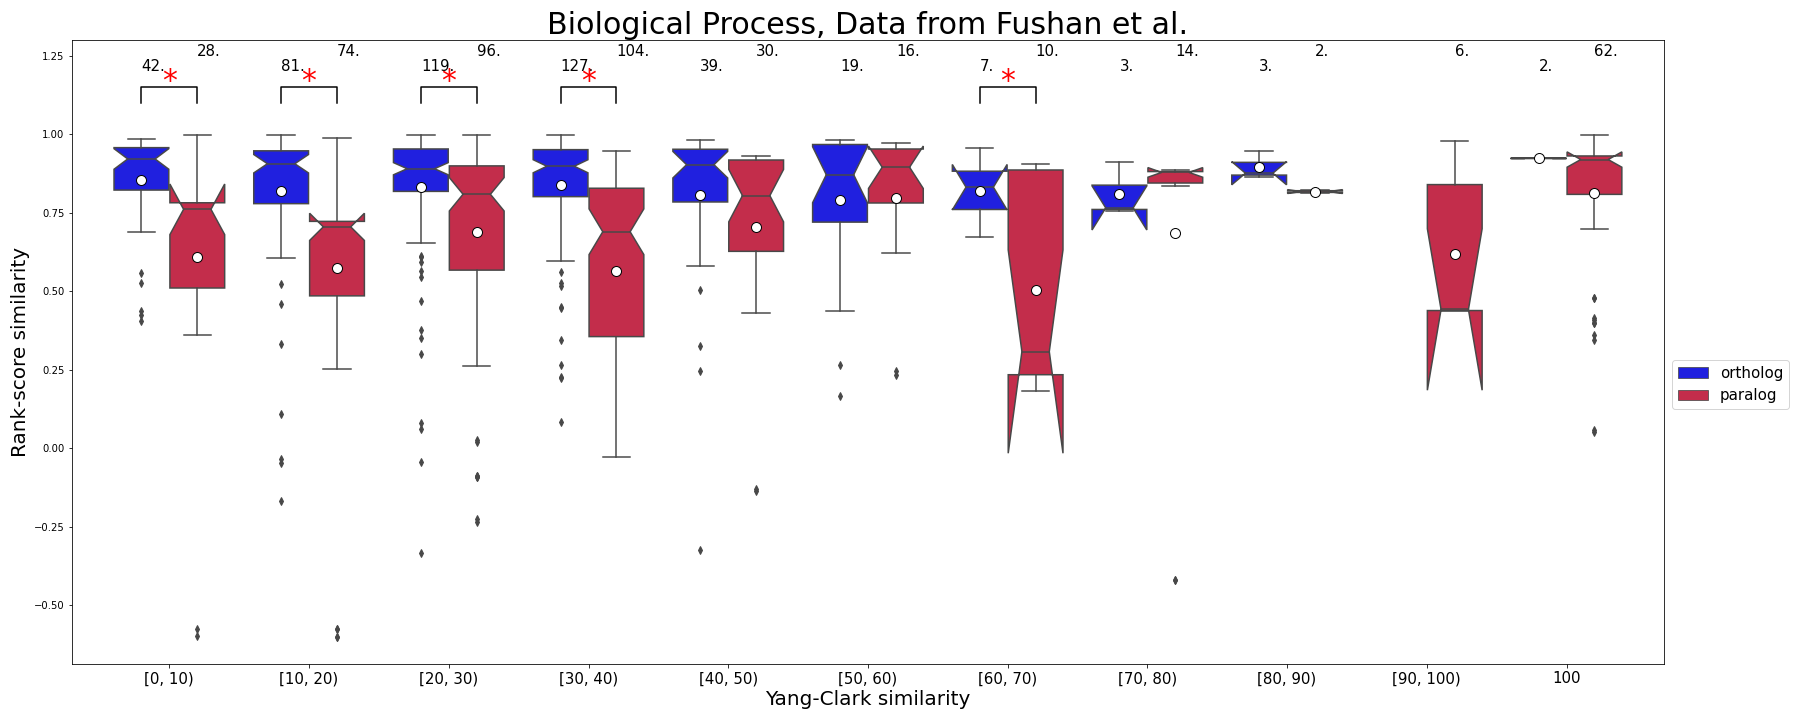 Biological Process, Data from Fushan et al.
28. 74. 96. 104. 30. 16. 10. 14. 2. 6. 62.
42. 81. 119. 127. 39. 19. 7. 3. 3. 2.
* * * * *
1.25
1.00
0.75
0.50
0.25
0.00
−0.25
−0.50
Rank-score similarity
ortholog
paralog
[0, 10) [10, 20) [20, 30) [30, 40) [40, 50) [50, 60) [60, 70) [70, 80) [80, 90) [90, 100) 100
Yang-Clark similarity